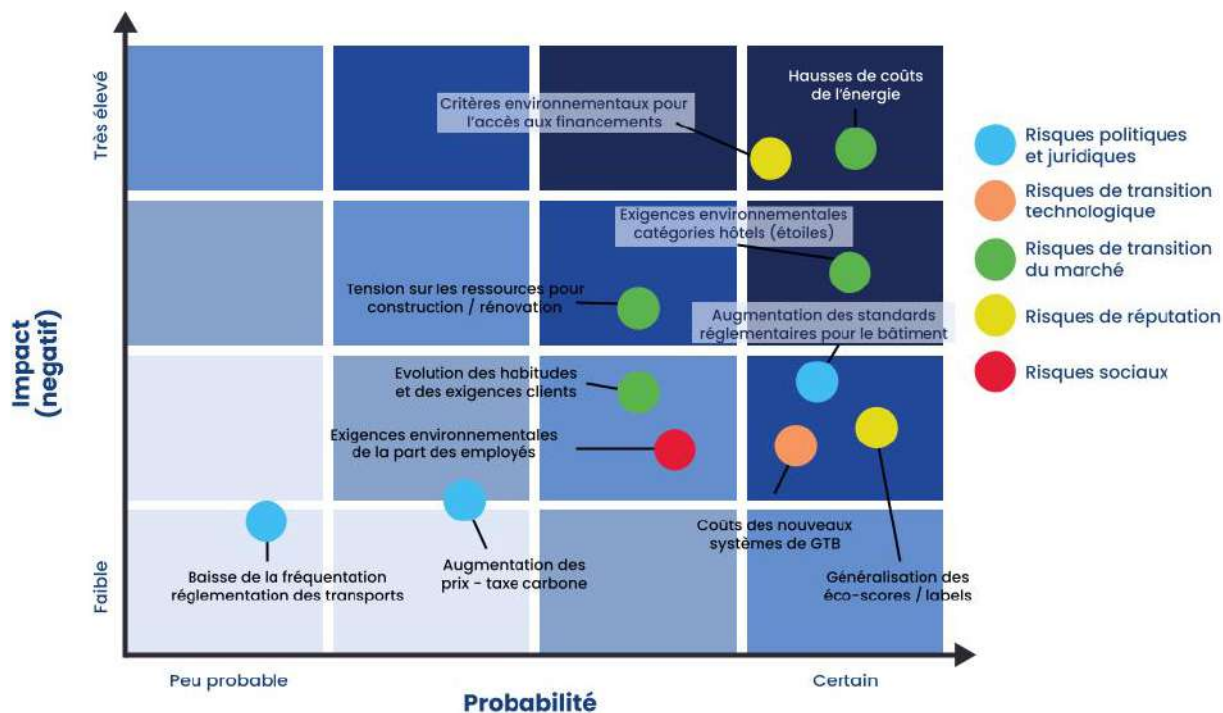 Très élevé
Impact
(negatif)
Faible
Hausses de coûts
de l'énergie
Critères environnementaux pour
l'accès aux financements
Exigences environnementales
catégories hôtels (étoiles)
Tension sur les ressources pour
construction / rénovation
Augmentation des standards
réglementaires pour le bâtiment
Evolution des habitudes
et des exigences clients
Exigences environnementales
de la part des employés
Coûts des nouveaux
systèmes de GTB
Augmentation des
prix - taxe carbone
Baisse de la fréquentation
réglementation des transports
Généralisation des
éco-scores / labels
Peu probable
Probabilité
Certain
Risques politiques
et juridiques
Risques de transition
technologique
Risques de transition
du marché
Risques de réputation
Risques sociaux